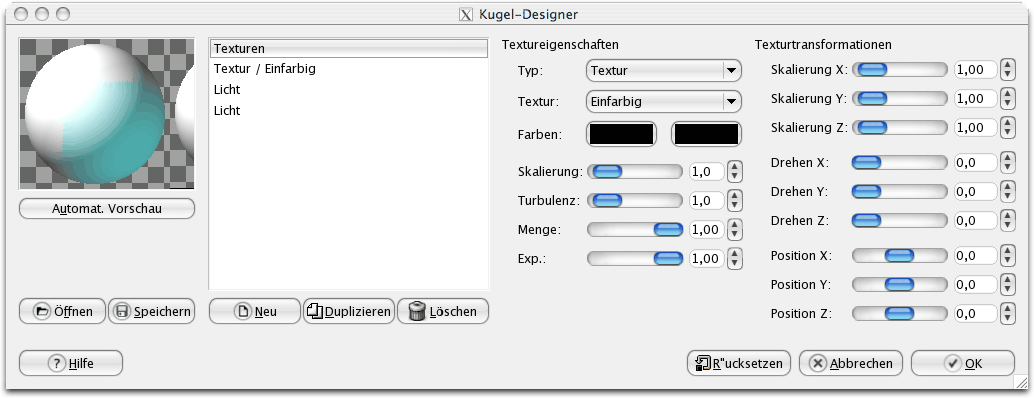 Kugel-Designer
Automat. Vorschau
Öffnen
Speichern
Texturen
Textur / Einfarbig
Licht
Licht
Neu
Duplizieren
Löschen
Textureigenschaften
Typ: Textur
Textur: Einfarbig
Farben:
Skalierung: 1,0
Turbulenz: 1,0
Menge: 1,00
Exp.: 1,00
Texturtransformationen
Skalierung X: 1,00
Skalierung Y: 1,00
Skalierung Z: 1,00
Drehen X: 0,0
Drehen Y: 0,0
Drehen Z: 0,0
Position X: 0,0
Position Y: 0,0
Position Z: 0,0
Hilfe
R"ucksetzen
Abbrechen
OK